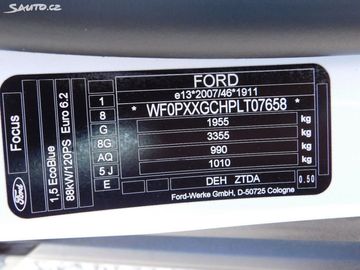 Sauto.cz
FORD
e13*2007/46*1911
* WF0PXXGCHPLT07658 *
1 1955 kg
8 3355 kg
G 990 kg
8G 1010 kg
AQ
5 J
E DEH ZTDA 0.50
Ford-Werke GmbH, D-50725 Cologne
Focus
1.5 EcoBlue
88kW/120PS Euro 6.2
Ford